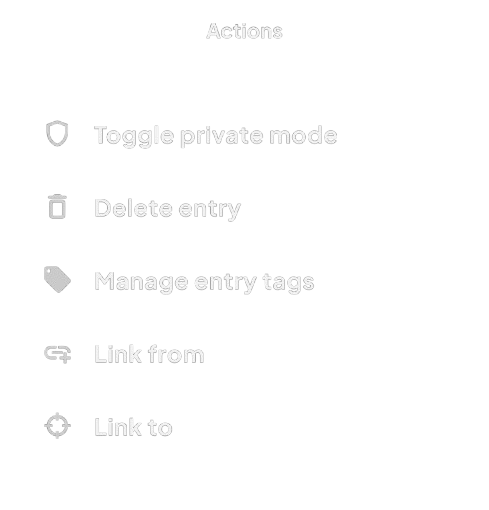 Actions
Toggle private mode
Delete entry
Manage entry tags
Link from
Link to